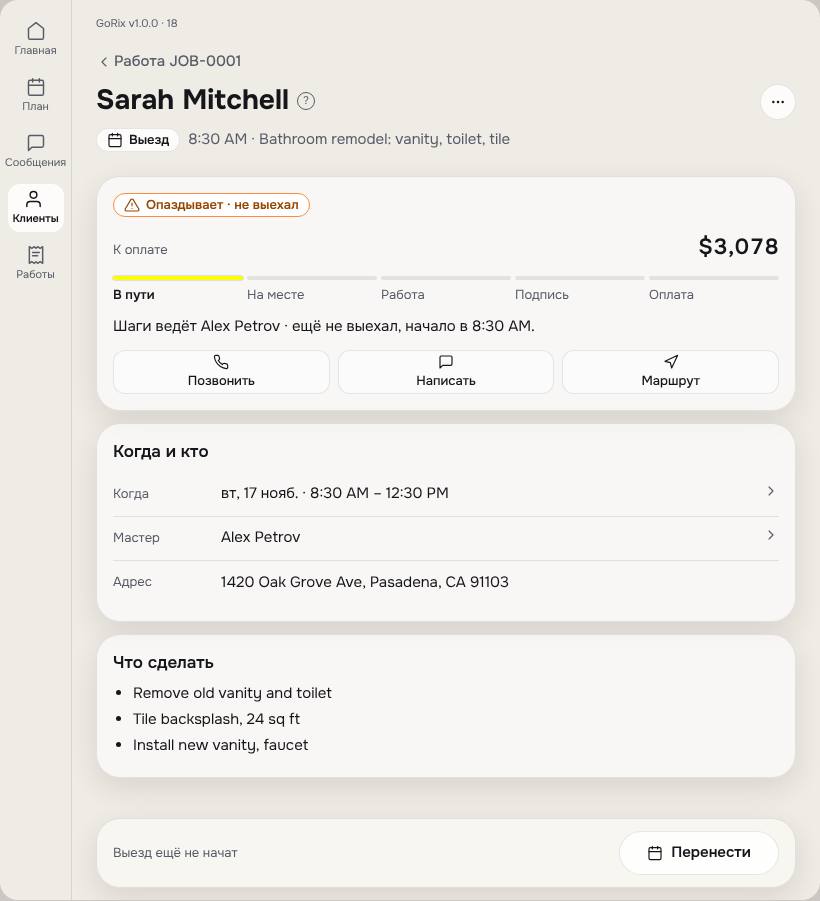 GoRix v1.0.0 · 18
Главная
План
Сообщения
Клиенты
Работы
Работа JOB-0001
Sarah Mitchell ?
Выезд 8:30 AM · Bathroom remodel: vanity, toilet, tile
Опаздывает · не выехал
К оплате $3,078
В пути На месте Работа Подпись Оплата
Шаги ведёт Alex Petrov · ещё не выехал, начало в 8:30 AM.
Позвонить Написать Маршрут
Когда и кто
Когда вт, 17 нояб. · 8:30 AM – 12:30 PM
Мастер Alex Petrov
Адрес 1420 Oak Grove Ave, Pasadena, CA 91103
Что сделать
• Remove old vanity and toilet
• Tile backsplash, 24 sq ft
• Install new vanity, faucet
Выезд ещё не начат Перенести